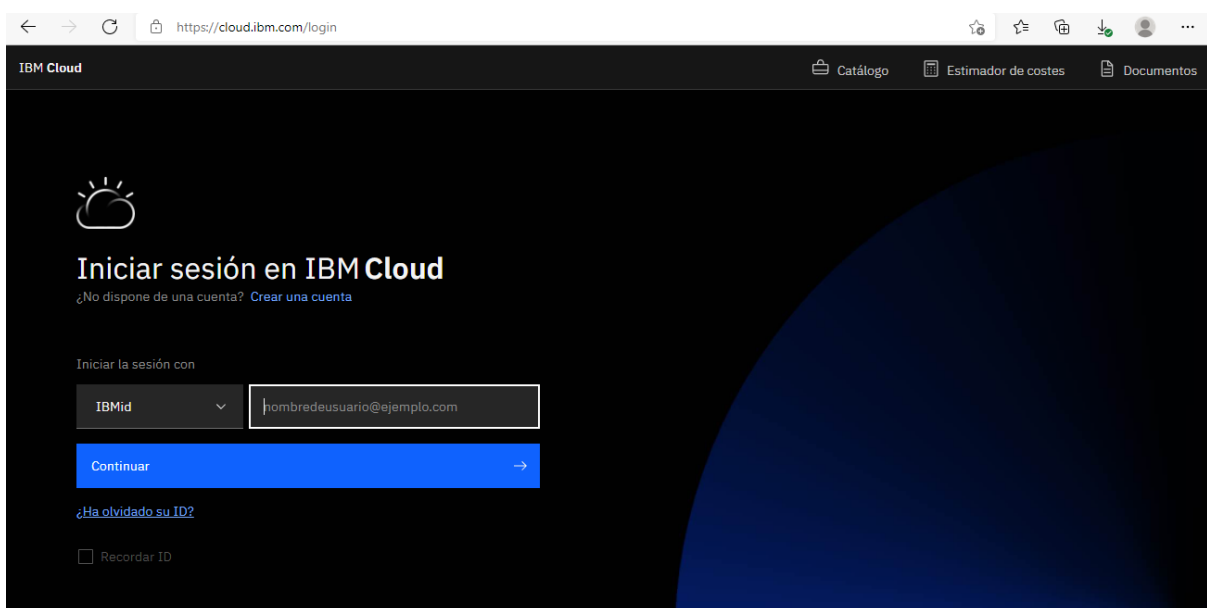 https://cloud.ibm.com/login
IBM Cloud
Catálogo
Estimador de costes
Documentos
Iniciar sesión en IBM Cloud
¿No dispone de una cuenta? Crear una cuenta
Iniciar la sesión con
IBMid
nombredeusuario@ejemplo.com
Continuar
¿Ha olvidado su ID?
Recordar ID